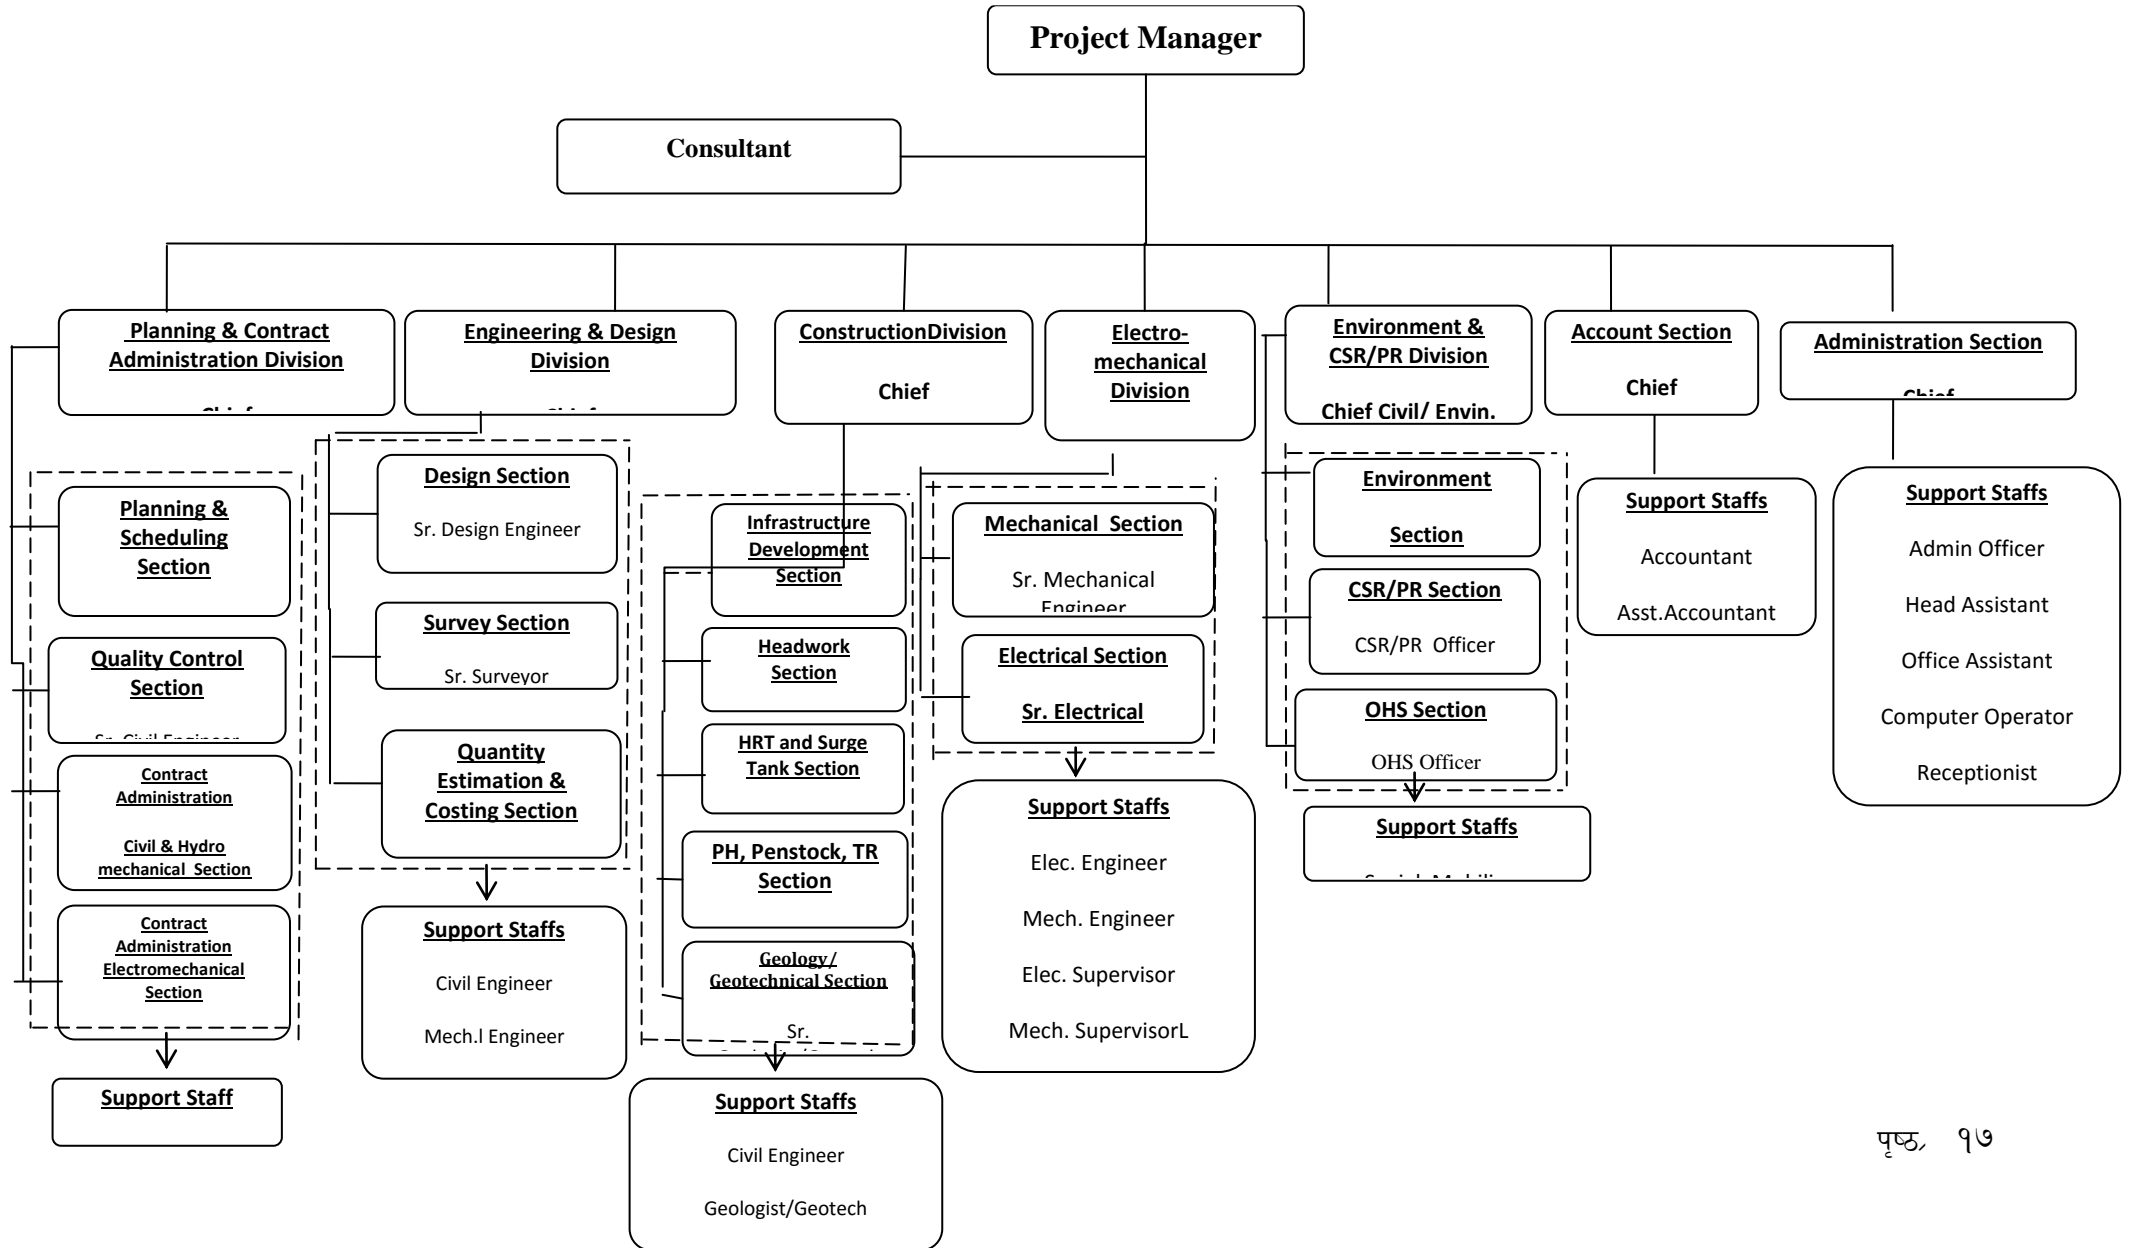 Project Manager
Consultant
Planning & Contract
Administration Division
Engineering & Design
Division
ConstructionDivision
Chief
Electro-
mechanical
Division
Environment &
CSR/PR Division
Chief Civil/ Envin.
Account Section
Chief
Administration Section
Chief
Planning &
Scheduling
Section
Quality Control
Section
Sr. Civil Engineer
Contract
Administration
Civil & Hydro
mechanical Section
Contract
Administration
Electromechanical
Section
Support Staff
Design Section
Sr. Design Engineer
Survey Section
Sr. Surveyor
Quantity
Estimation &
Costing Section
Support Staffs
Civil Engineer
Mech.l Engineer
Infrastructure
Development
Section
Headwork
Section
HRT and Surge
Tank Section
PH, Penstock, TR
Section
Geology/
Geotechnical Section
Sr.
Support Staffs
Civil Engineer
Geologist/Geotech
Mechanical Section
Sr. Mechanical
Engineer
Electrical Section
Sr. Electrical
Support Staffs
Elec. Engineer
Mech. Engineer
Elec. Supervisor
Mech. SupervisorL
Environment
Section
CSR/PR Section
CSR/PR Officer
OHS Section
OHS Officer
Support Staffs
Support Staffs
Accountant
Asst.Accountant
Support Staffs
Admin Officer
Head Assistant
Office Assistant
Computer Operator
Receptionist
पृष्ठ, १७